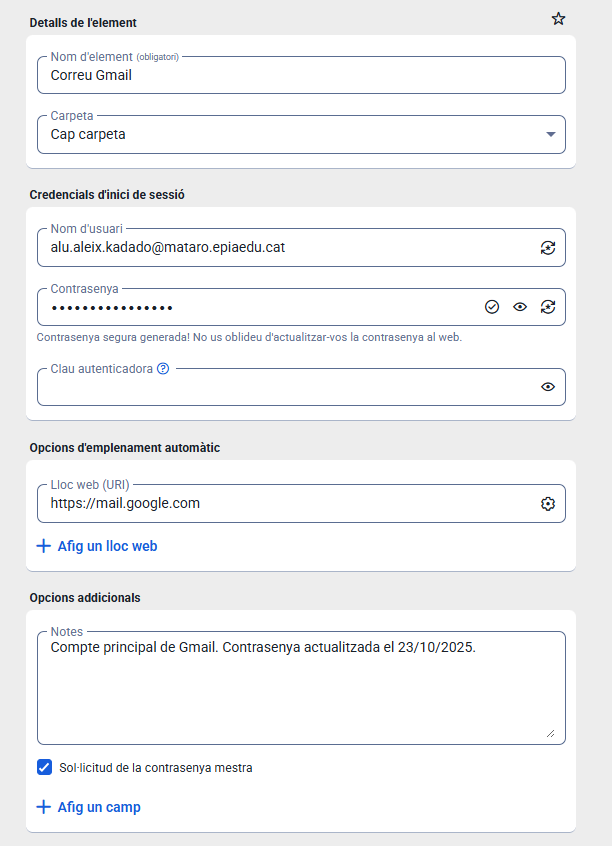 Detalls de l'element
Nom d'element (obligatori)
Correu Gmail
Carpeta
Cap carpeta
Credencials d'inici de sessió
Nom d'usuari
alu.aleix.kadado@mataro.epiaedu.cat
Contrasenya
••••••••••••••••
Contrasenya segura generada! No us oblideu d'actualitzar-vos la contrasenya al web.
Clau autenticadora
Opcions d'emplenament automàtic
Lloc web (URI)
https://mail.google.com
Afig un lloc web
Opcions addicionals
Notes
Compte principal de Gmail. Contrasenya actualitzada el 23/10/2025.
Sol·licitud de la contrasenya mestra
Afig un camp